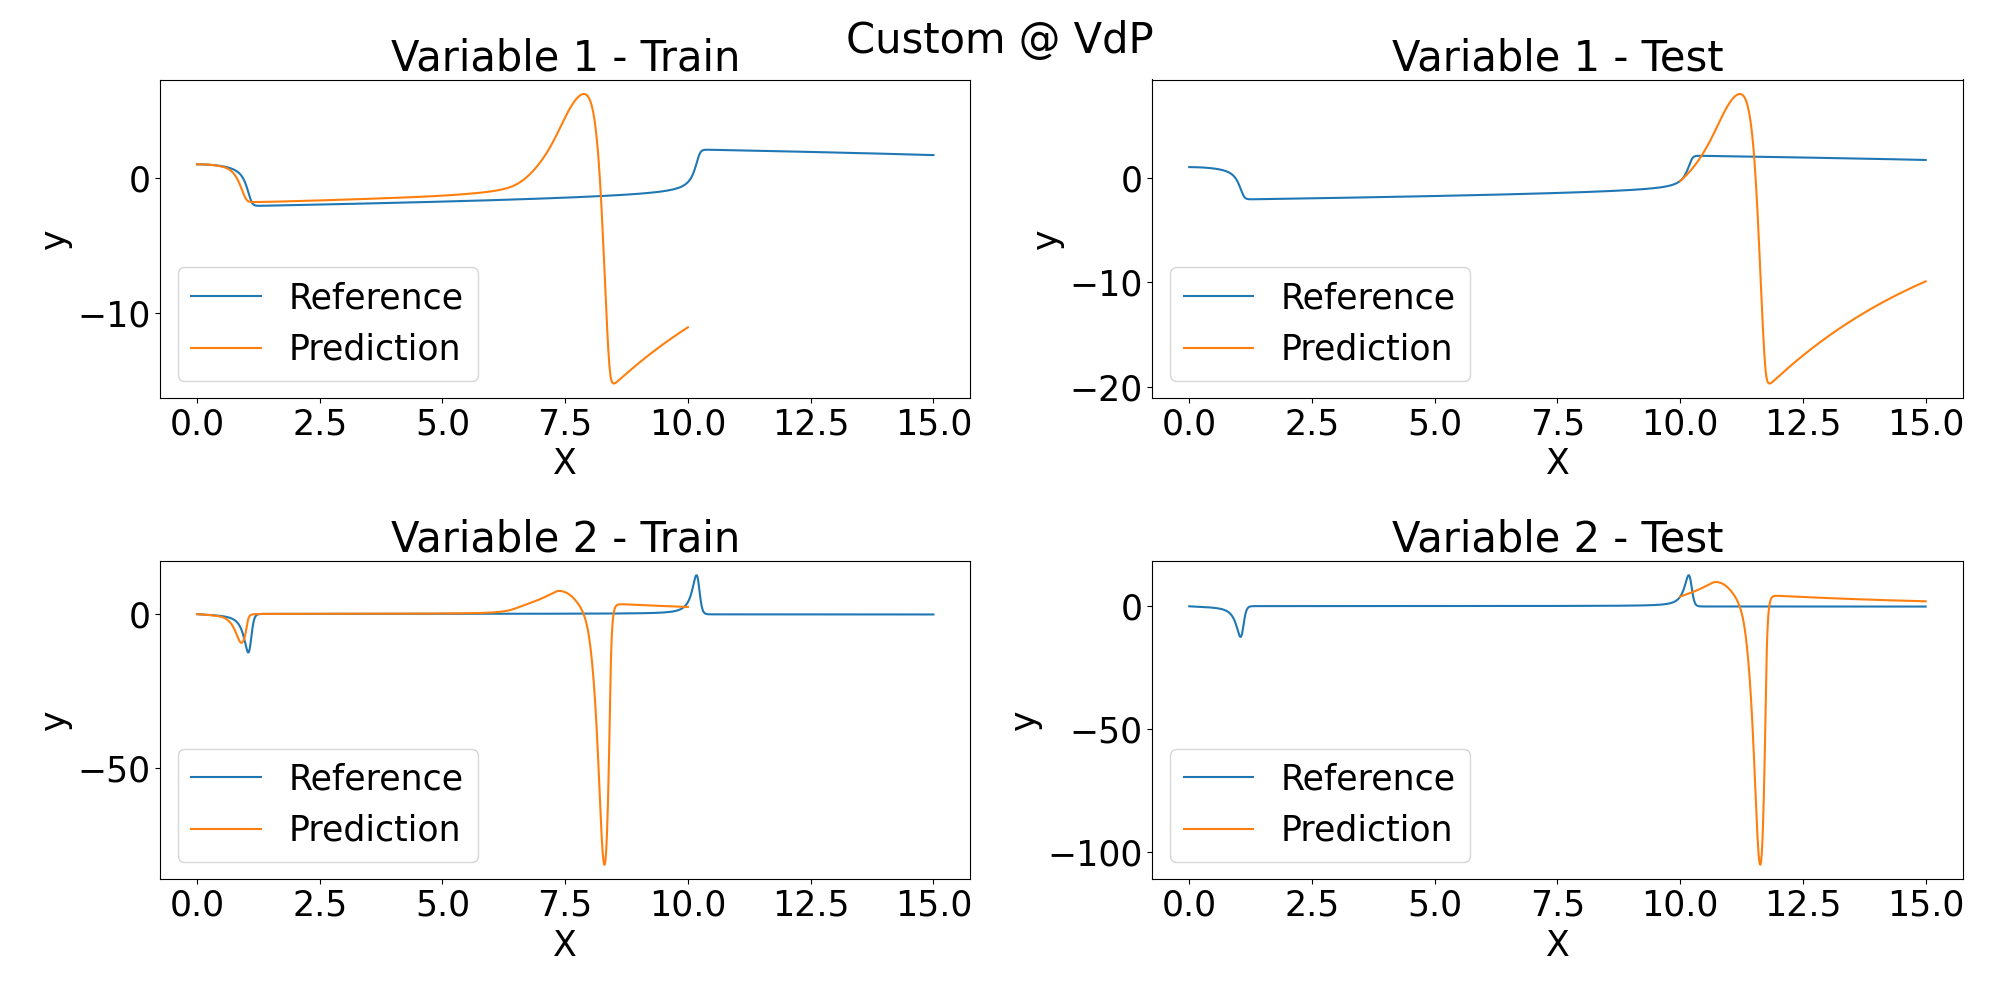 Custom @ VdP
Variable 1 - Train
y
0
−10
Reference
Prediction
0.0 2.5 5.0 7.5 10.0 12.5 15.0
X
Variable 1 - Test
y
0
−10
−20
Reference
Prediction
0.0 2.5 5.0 7.5 10.0 12.5 15.0
X
Variable 2 - Train
y
0
−50
Reference
Prediction
0.0 2.5 5.0 7.5 10.0 12.5 15.0
X
Variable 2 - Test
y
0
−50
−100
Reference
Prediction
0.0 2.5 5.0 7.5 10.0 12.5 15.0
X